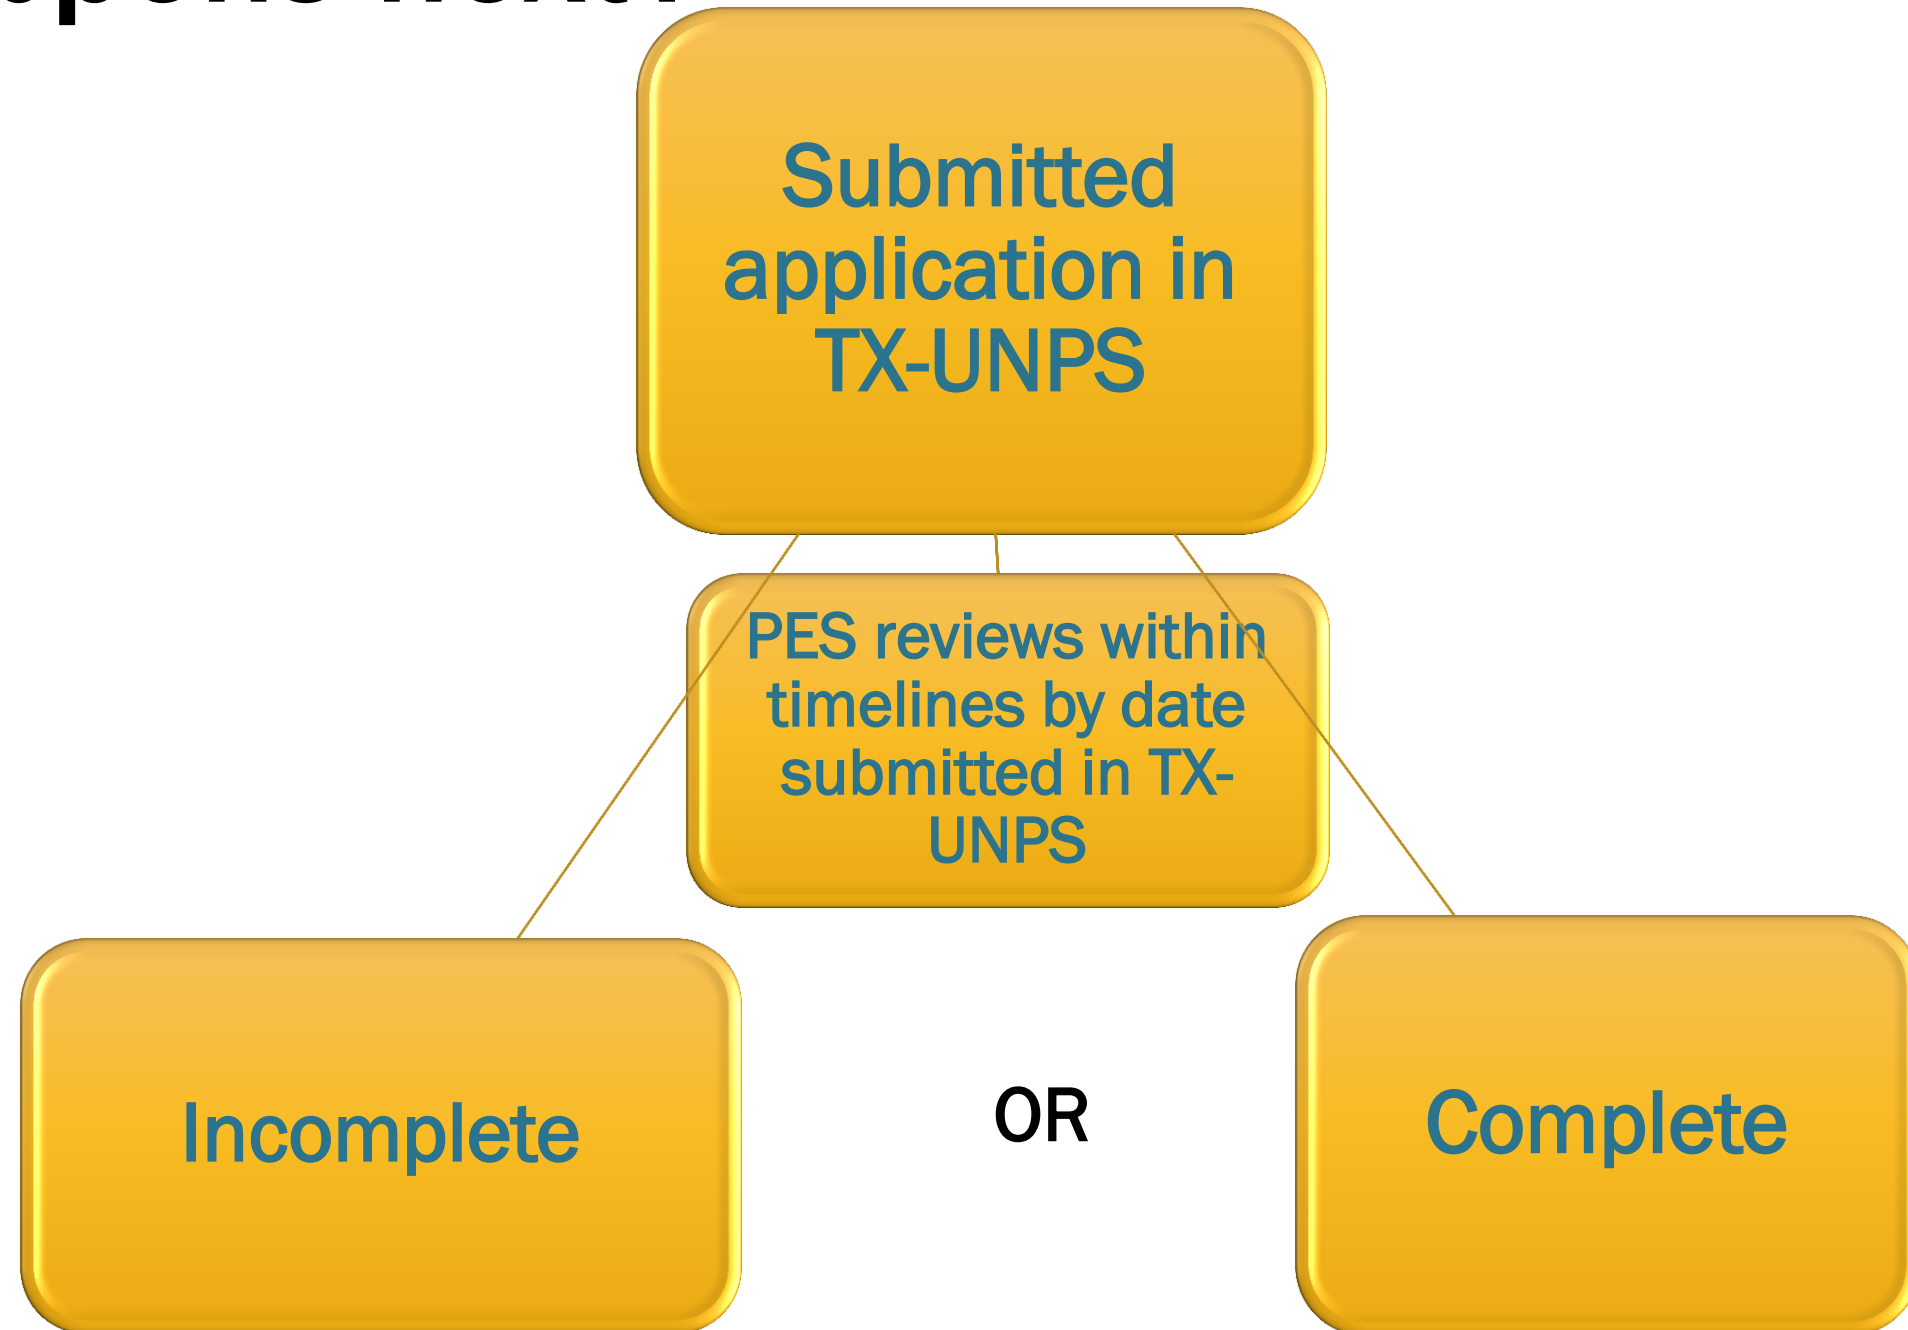 Submitted
application in
TX-UNPS
PES reviews within
timelines by date
submitted in TX-
UNPS
Incomplete
OR
Complete